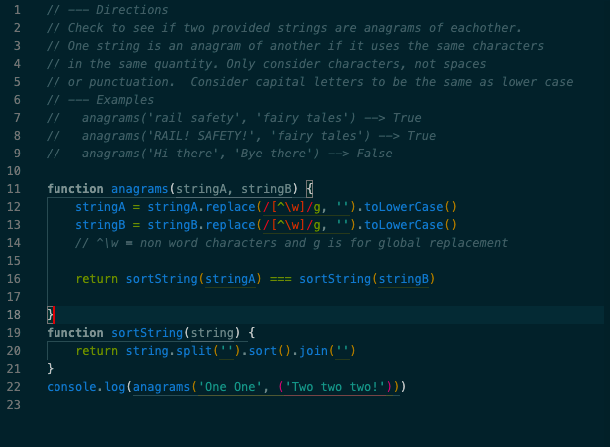 1 // --- Directions
2 // Check to see if two provided strings are anagrams of eachother.
3 // One string is an anagram of another if it uses the same characters
4 // in the same quantity. Only consider characters, not spaces
5 // or punctuation.  Consider capital letters to be the same as lower case
6 // --- Examples
7 //   anagrams('rail safety', 'fairy tales') --> True
8 //   anagrams('RAIL! SAFETY!', 'fairy tales') --> True
9 //   anagrams('Hi there', 'Bye there') --> False
10
11 function anagrams(stringA, stringB) {
12     stringA = stringA.replace(/[^\w]/g, '').toLowerCase()
13     stringB = stringB.replace(/[^\w]/g, '').toLowerCase()
14     // ^\w = non word characters and g is for global replacement
15
16     return sortString(stringA) === sortString(stringB)
17
18 }
19 function sortString(string) {
20     return string.split('').sort().join('')
21 }
22 console.log(anagrams('One One', ('Two two two!')))
23